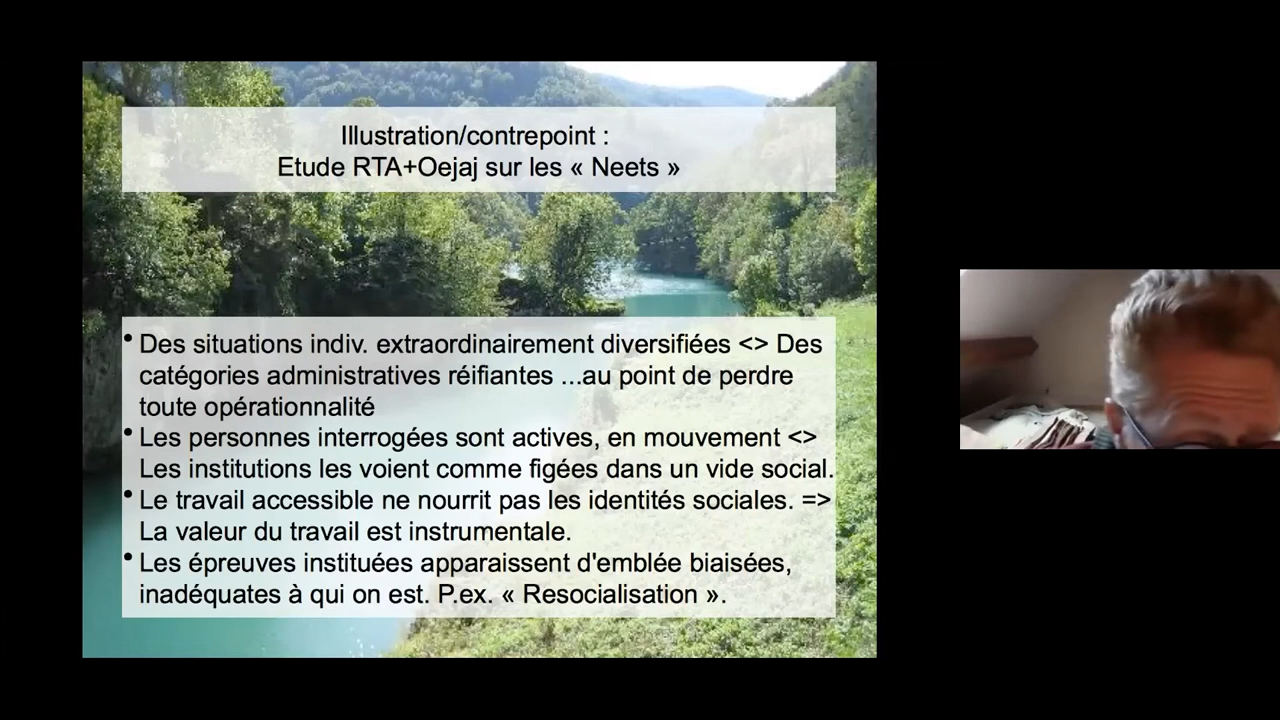 Illustration/contrepoint :
Etude RTA+Oejaj sur les « Neets »
• Des situations indiv. extraordinairement diversifiées <> Des
catégories administratives réifiantes ...au point de perdre
toute opérationnalité
• Les personnes interrogées sont actives, en mouvement <>
Les institutions les voient comme figées dans un vide social.
• Le travail accessible ne nourrit pas les identités sociales. =>
La valeur du travail est instrumentale.
• Les épreuves instituées apparaissent d'emblée biaisées,
inadéquates à qui on est. P.ex. « Resocialisation ».